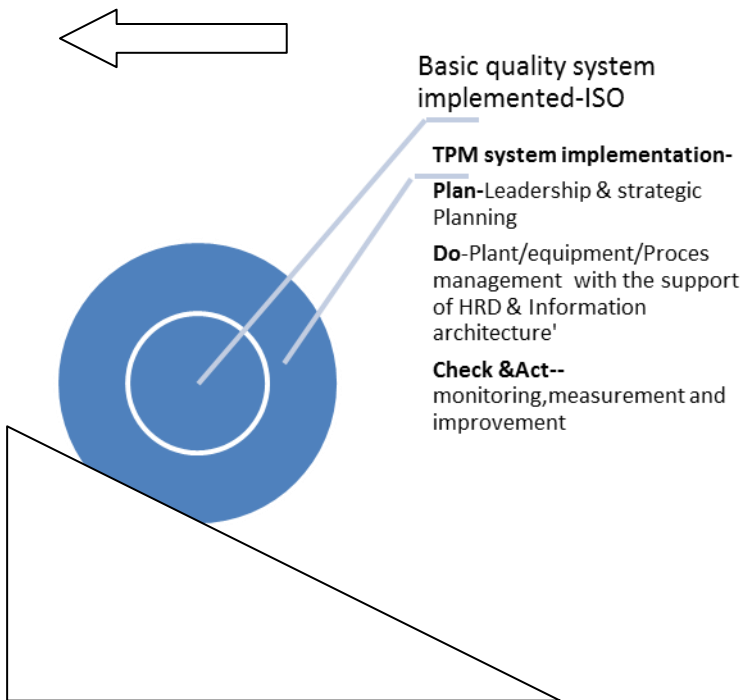 Basic quality system
implemented-ISO
TPM system implementation-
Plan-Leadership & strategic
Planning
Do-Plant/equipment/Proces
management  with the support
of HRD & Information
architecture'
Check &Act--
monitoring,measurement and
improvement